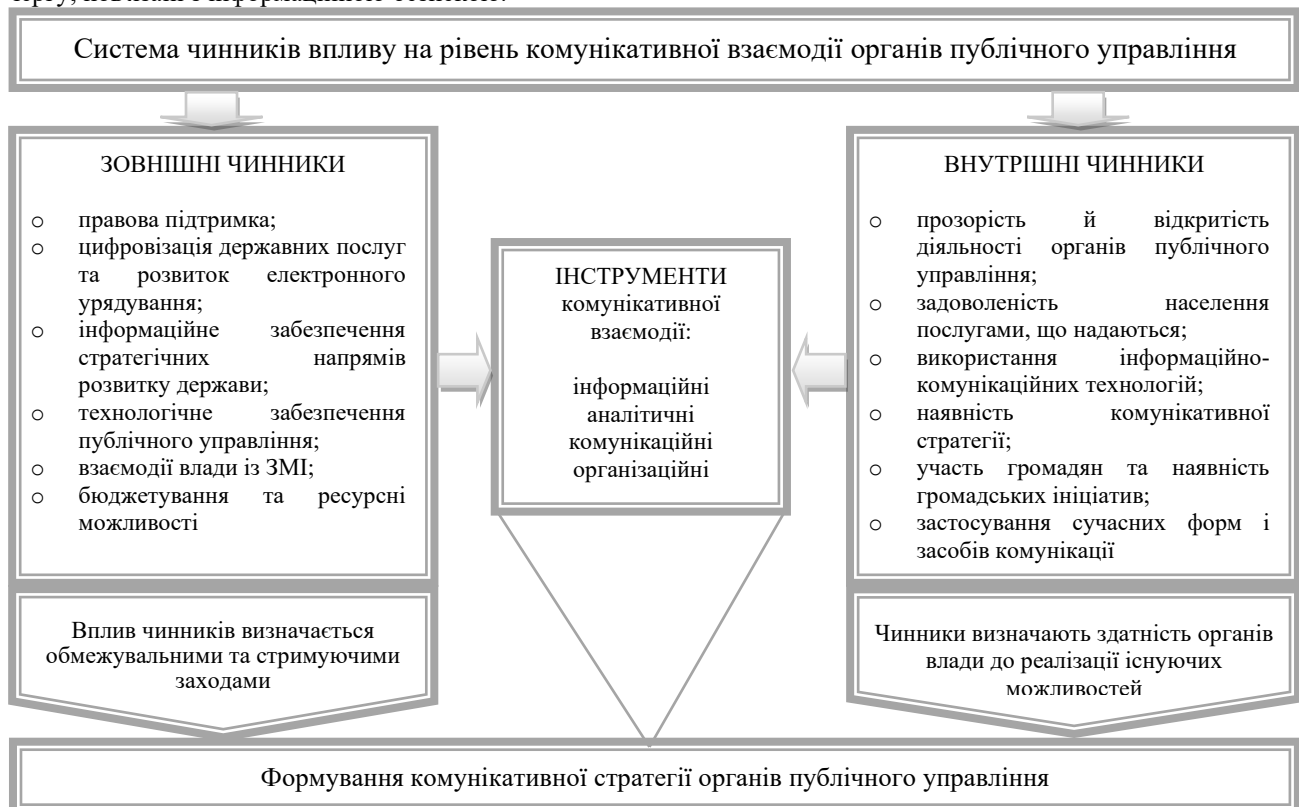 Система чинників впливу на рівень комунікативної взаємодії органів публічного управління
ЗОВНІШНІ ЧИННИКИ
o правова підтримка;
o цифровізація державних послуг
та розвиток електронного
урядування;
o інформаційне забезпечення
стратегічних напрямів
розвитку держави;
o технологічне забезпечення
публічного управління;
o взаємодії влади із ЗМІ;
o бюджетування та ресурсні
можливості
Вплив чинників визначається
обмежувальними та стримуючими
заходами
ІНСТРУМЕНТИ
комунікативної
взаємодії:
інформаційні
аналітичні
комунікаційні
організаційні
ВНУТРІШНІ ЧИННИКИ
o прозорість й відкритість
діяльності органів публічного
управління;
o задоволеність населення
послугами, що надаються;
o використання інформаційно-
комунікаційних технологій;
o наявність комунікативної
стратегії;
o участь громадян та наявність
громадських ініціатив;
o застосування сучасних форм і
засобів комунікації
Чинники визначають здатність органів
влади до реалізації існуючих
можливостей
Формування комунікативної стратегії органів публічного управління